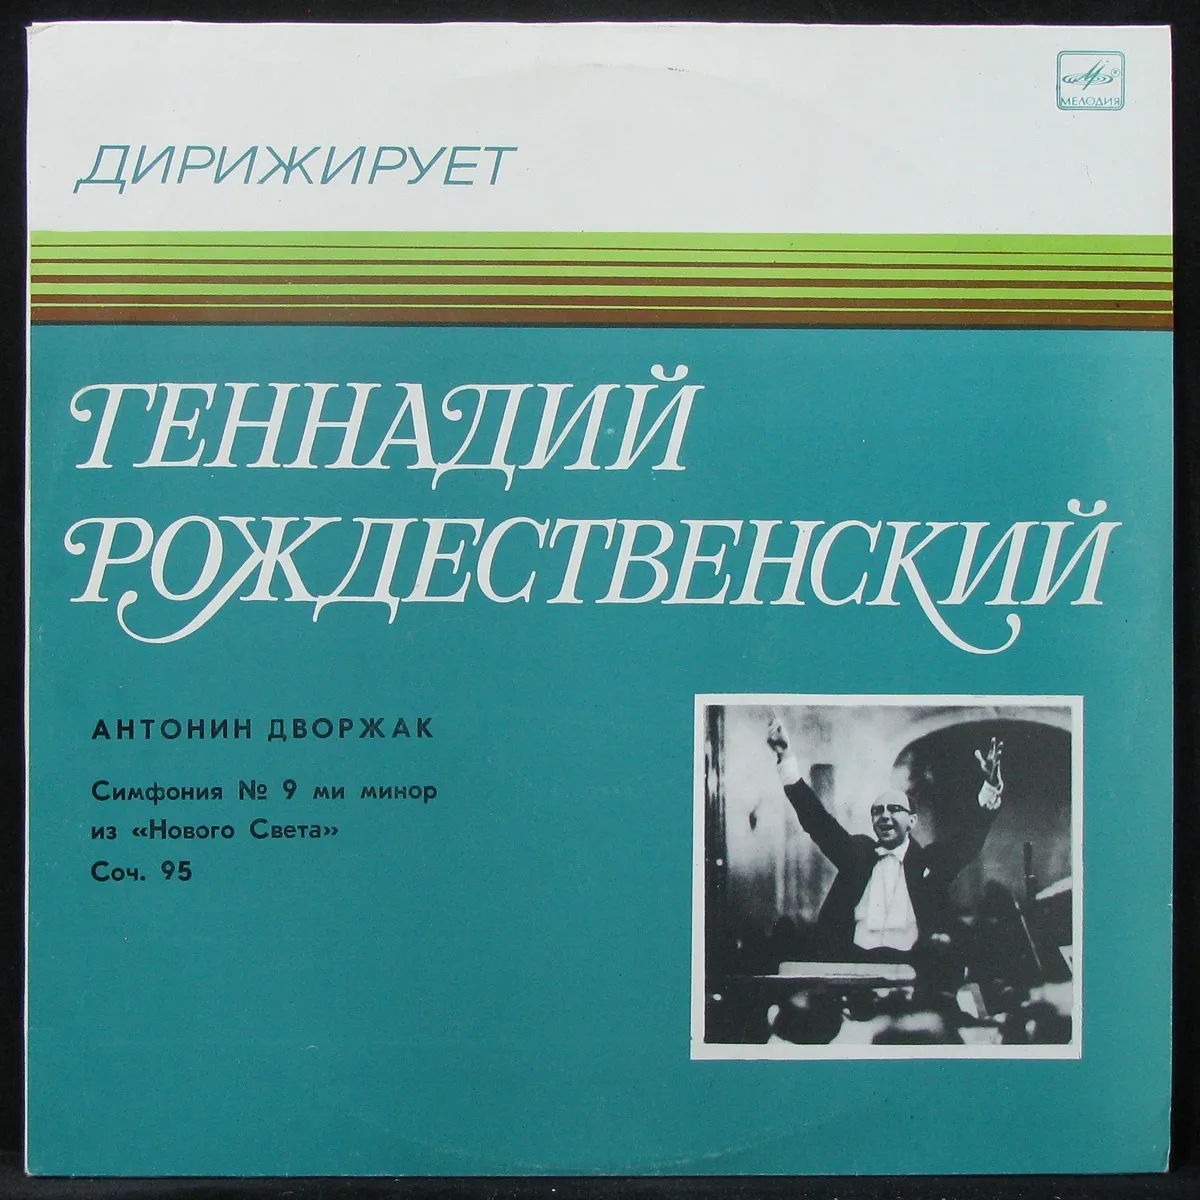 МЕЛОДИЯ
ДИРИЖИРУЕТ
ГЕННАДИЙ
РОЖДЕСТВЕНСКИЙ
АНТОНИН ДВОРЖАК
Симфония № 9 ми минор
из «Нового Света»
Соч. 95